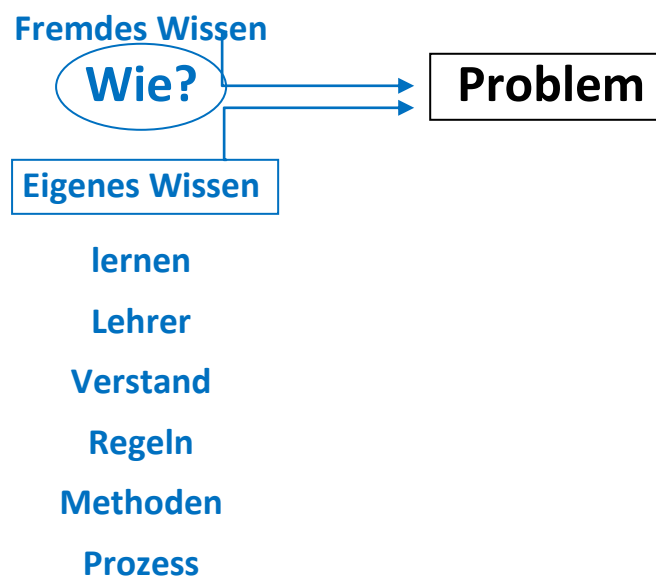 Fremdes Wissen
Wie?
Problem
Eigenes Wissen
lernen
Lehrer
Verstand
Regeln
Methoden
Prozess